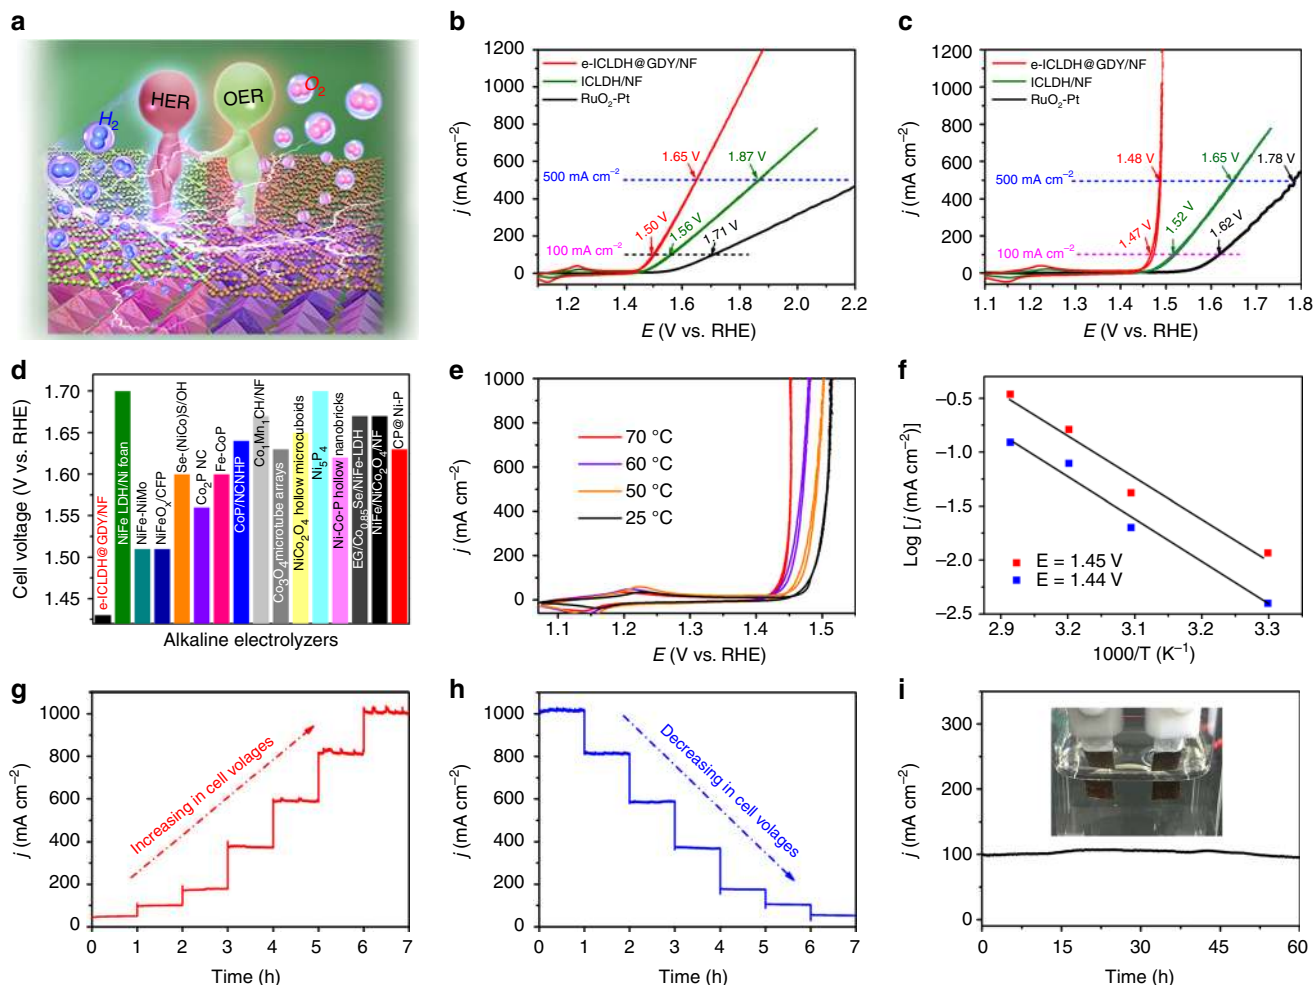 a
HER
OER
O2
H2
b
1200
1000
800
600
400
200
0
j (mA cm⁻²)
e-ICLDH@GDY/NF
ICLDH/NF
RuO₂-Pt
1.65 V
1.87 V
500 mA cm⁻²
1.50 V
1.56 V
1.71 V
100 mA cm⁻²
1.2
1.4
1.6
1.8
2.0
2.2
E (V vs. RHE)
c
1200
1000
800
600
400
200
0
j (mA cm⁻²)
e-ICLDH@GDY/NF
ICLDH/NF
RuO₂-Pt
1.48 V
1.65 V
1.78 V
500 mA cm⁻²
1.47 V
1.52 V
1.62 V
100 mA cm⁻²
1.1
1.2
1.3
1.4
1.5
1.6
1.7
1.8
E (V vs. RHE)
d
1.70
1.65
1.60
1.55
1.50
1.45
Cell voltage (V vs. RHE)
e-ICLDH@GDY/NF
NiFe LDH/Ni foan
NiFe-NiMo
NiFeOₓ/CFP
Se-(NiCo)S/OH
Co₂P NC
Fe-CoP
CoP/NCNHP
Co₁Mn₁CH/NF
Co₃O₄microtube arrays
NiCo₂O₄ hollow microcuboids
Ni₅P₄
Ni-Co-P hollow nanobricks
EG/Co₀.₈₅Se/NiFe-LDH
NiFe/NiCo₂O₄/NF
CP@Ni-P
Alkaline electrolyzers
e
1000
800
600
400
200
0
j (mA cm⁻²)
70 °C
60 °C
50 °C
25 °C
1.1
1.2
1.3
1.4
1.5
E (V vs. RHE)
f
−0.5
−1.0
−1.5
−2.0
−2.5
Log [j (mA cm⁻²)]
E = 1.45 V
E = 1.44 V
2.9
3.2
3.2
3.3
1000/T (K⁻¹)
g
1000
800
600
400
200
0
j (mA cm⁻²)
Increasing in cell volages
0
1
2
3
4
5
6
7
Time (h)
h
1000
800
600
400
200
0
j (mA cm⁻²)
Decreasing in cell volages
0
1
2
3
4
5
6
7
Time (h)
i
300
200
100
0
j (mA cm⁻²)
0
15
30
45
60
Time (h)